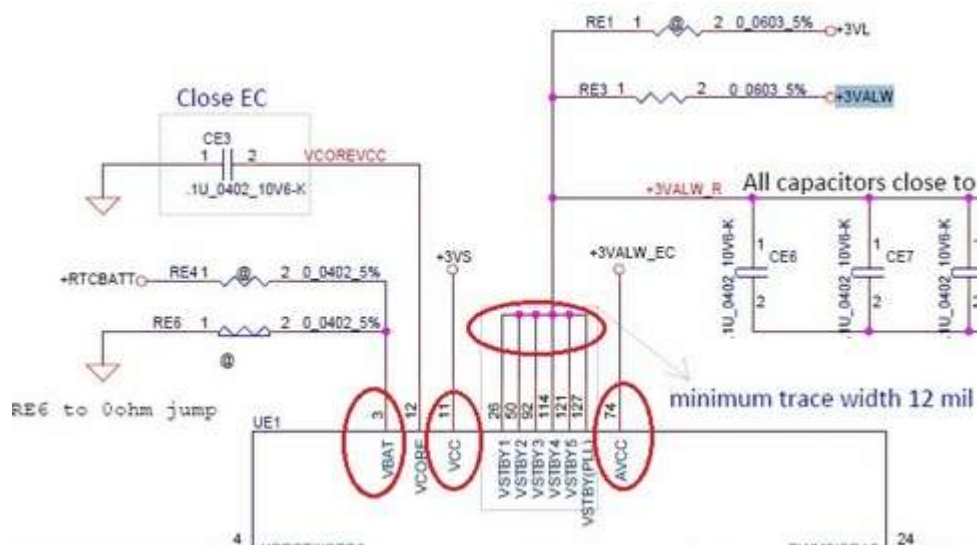 RE1 1 @ 2 0_0603_5% +3VL
RE3 1 2 0_0603_5% +3VALW
Close EC
CE3
1 2 VCOREVCC
.1U_0402_10V6-K
+3VALW_R All capacitors close to
.1U_0402_10V6-K
1
CE6
2
.1U_0402_10V6-K
1
CE7
2
.1U_0402_10V6-K
+3VS
+3VALW_EC
+RTCBATT RE4 1 @ 2 0_0402_5%
RE6 1 2 0_0402_5%
@
RE6 to 0ohm jump
minimum trace width 12 mil
UE1
3 12 11 26 50 92 114 121 127 74
VBAT
VCORE
VCC
VSTBY1
VSTBY2
VSTBY3
VSTBY4
VSTBY5
VSTBY(PLL)
AVCC
4
24